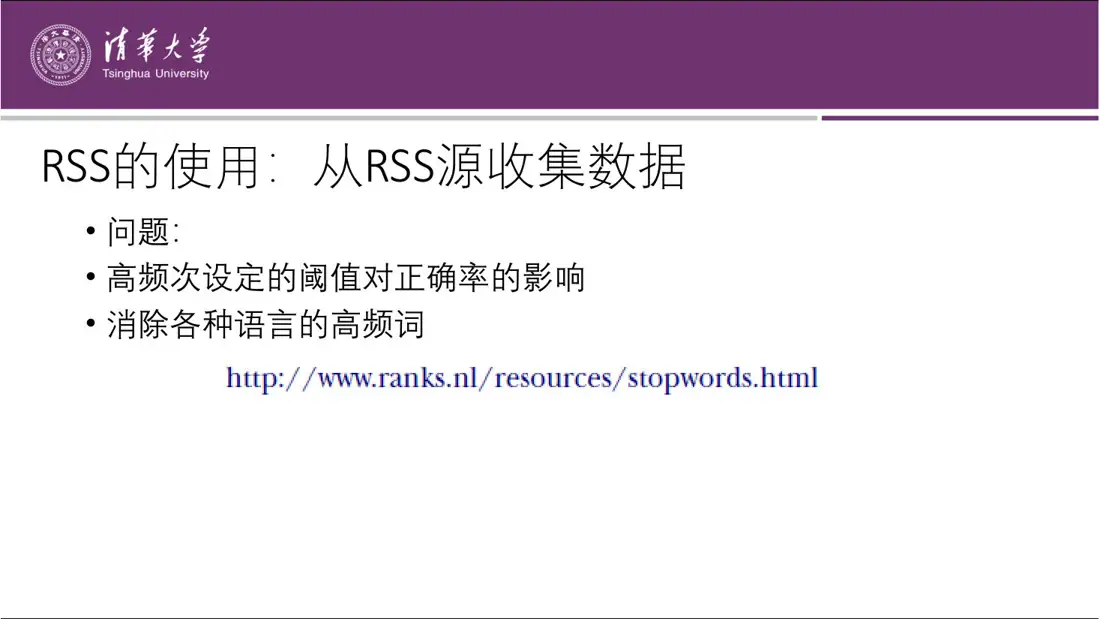 清华大学
Tsinghua University
RSS的使用： 从RSS源收集数据
• 问题：
• 高频次设定的阈值对正确率的影响
• 消除各种语言的高频词
http://www.ranks.nl/resources/stopwords.html